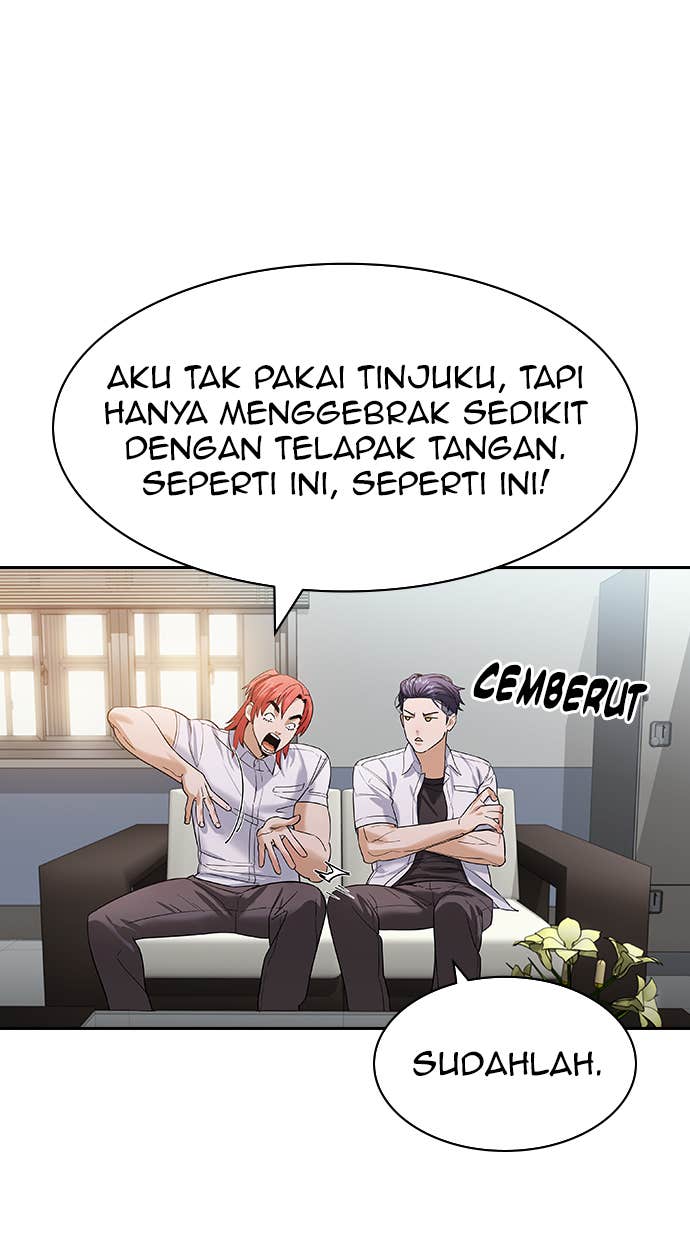 AKU TAK PAKAI TINJUKU, TAPI
HANYA MENGGEBRAK SEDIKIT
DENGAN TELAPAK TANGAN.
SEPERTI INI, SEPERTI INI!
CEMBERUT
SUDAHLAH.